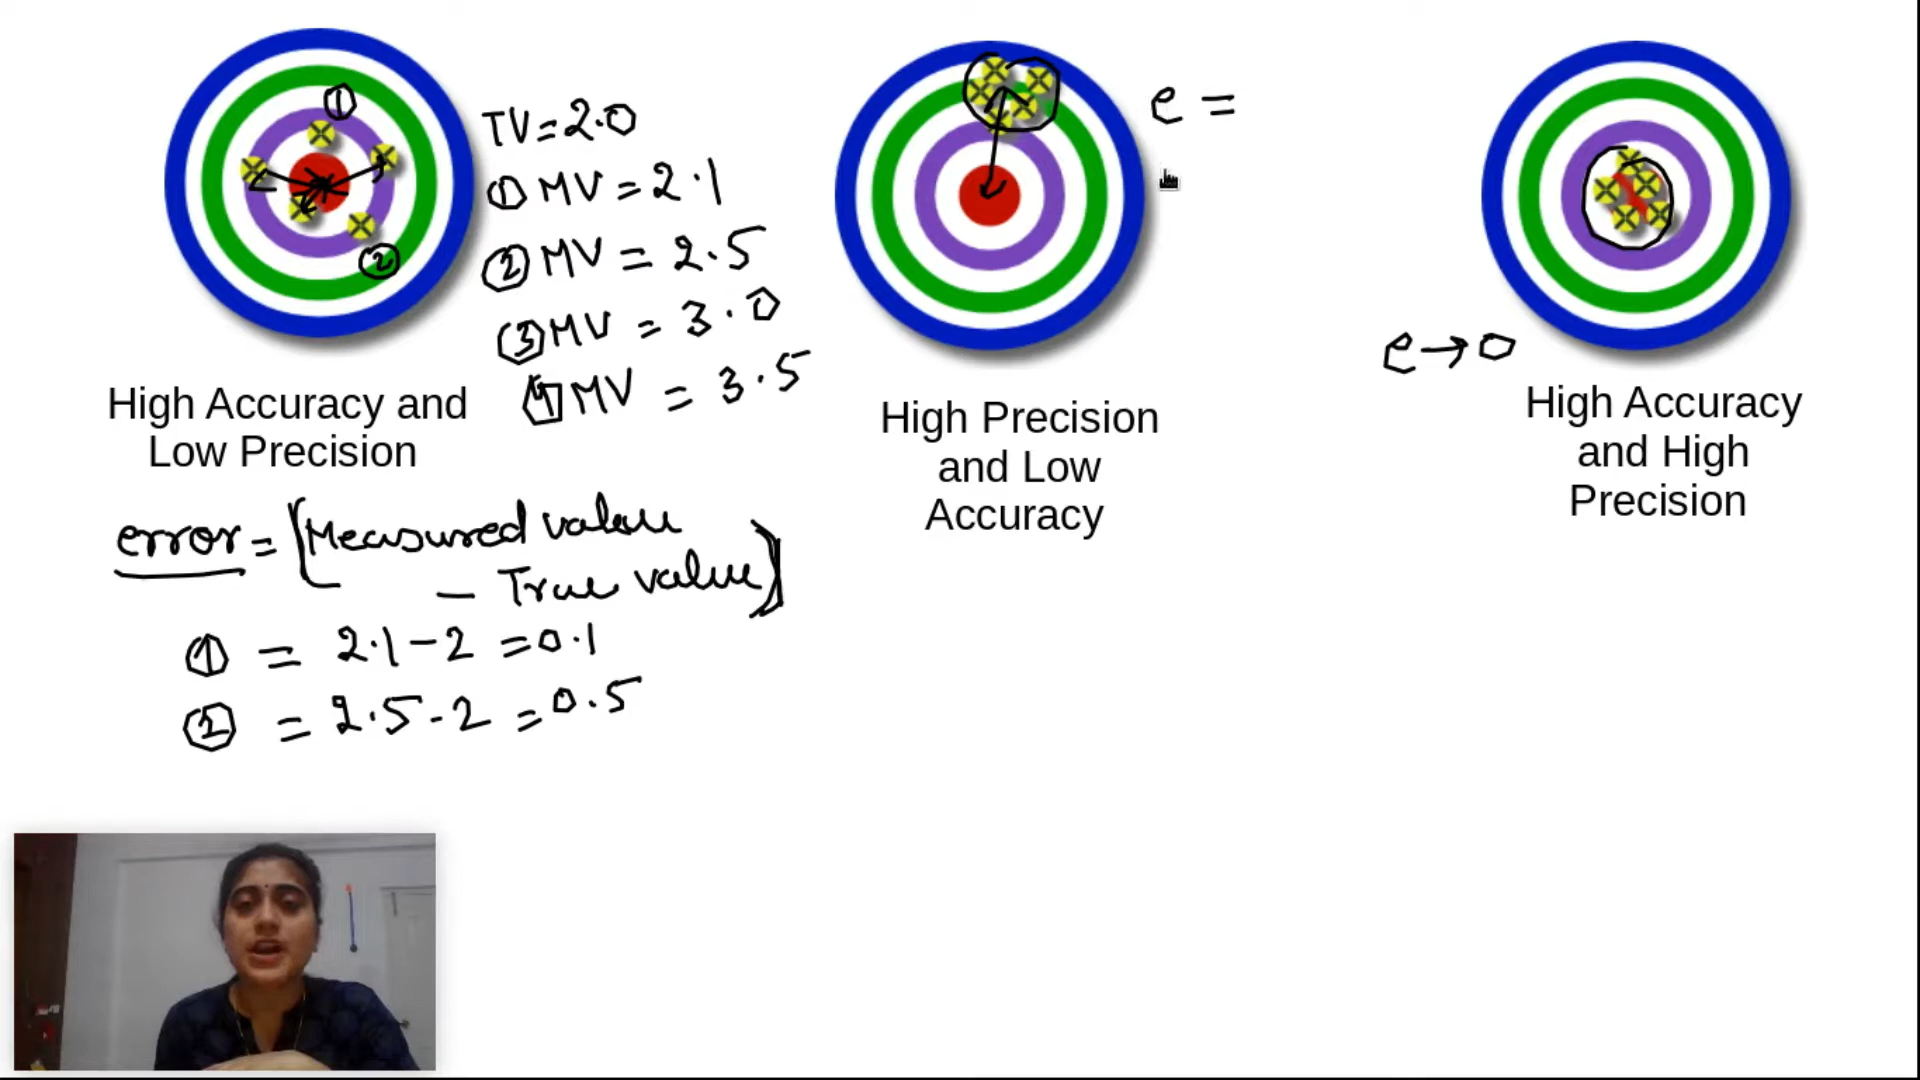 ①
②
TV=2.0
① MV = 2.1
② MV = 2.5
③ MV = 3.0
④ MV = 3.5
High Accuracy and
Low Precision
error = [Measured value
- True value]
① = 2.1-2 = 0.1
② = 2.5-2 = 0.5
e =
High Precision
and Low
Accuracy
e→0
High Accuracy
and High
Precision